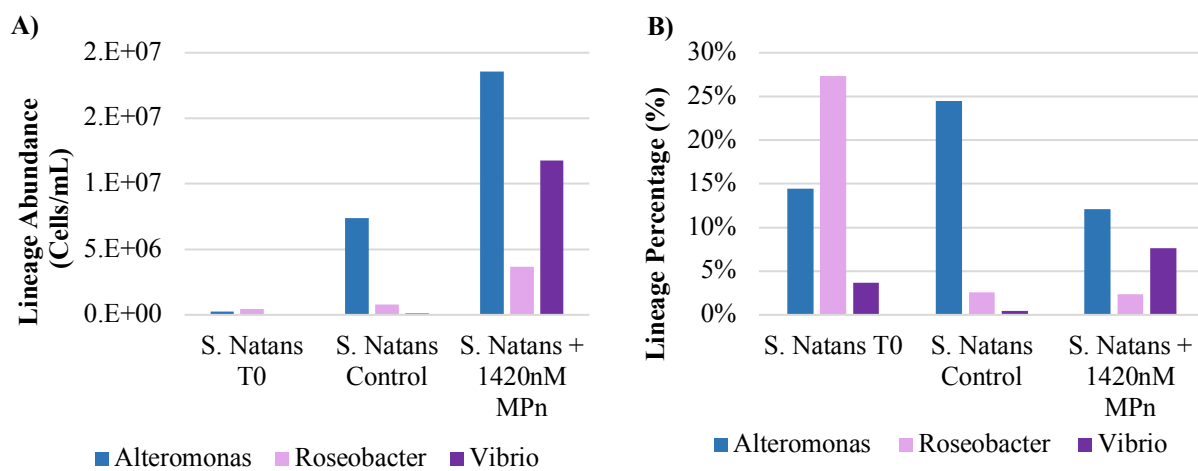 A)
Lineage Abundance
(Cells/mL)
2.E+07
2.E+07
1.E+07
5.E+06
0.E+00
S. Natans
T0
S. Natans
Control
S. Natans +
1420nM
MPn
Alteromonas
Roseobacter
Vibrio
B)
Lineage Percentage (%)
30%
25%
20%
15%
10%
5%
0%
S. Natans T0
S. Natans
Control
S. Natans +
1420nM
MPn
Alteromonas
Roseobacter
Vibrio